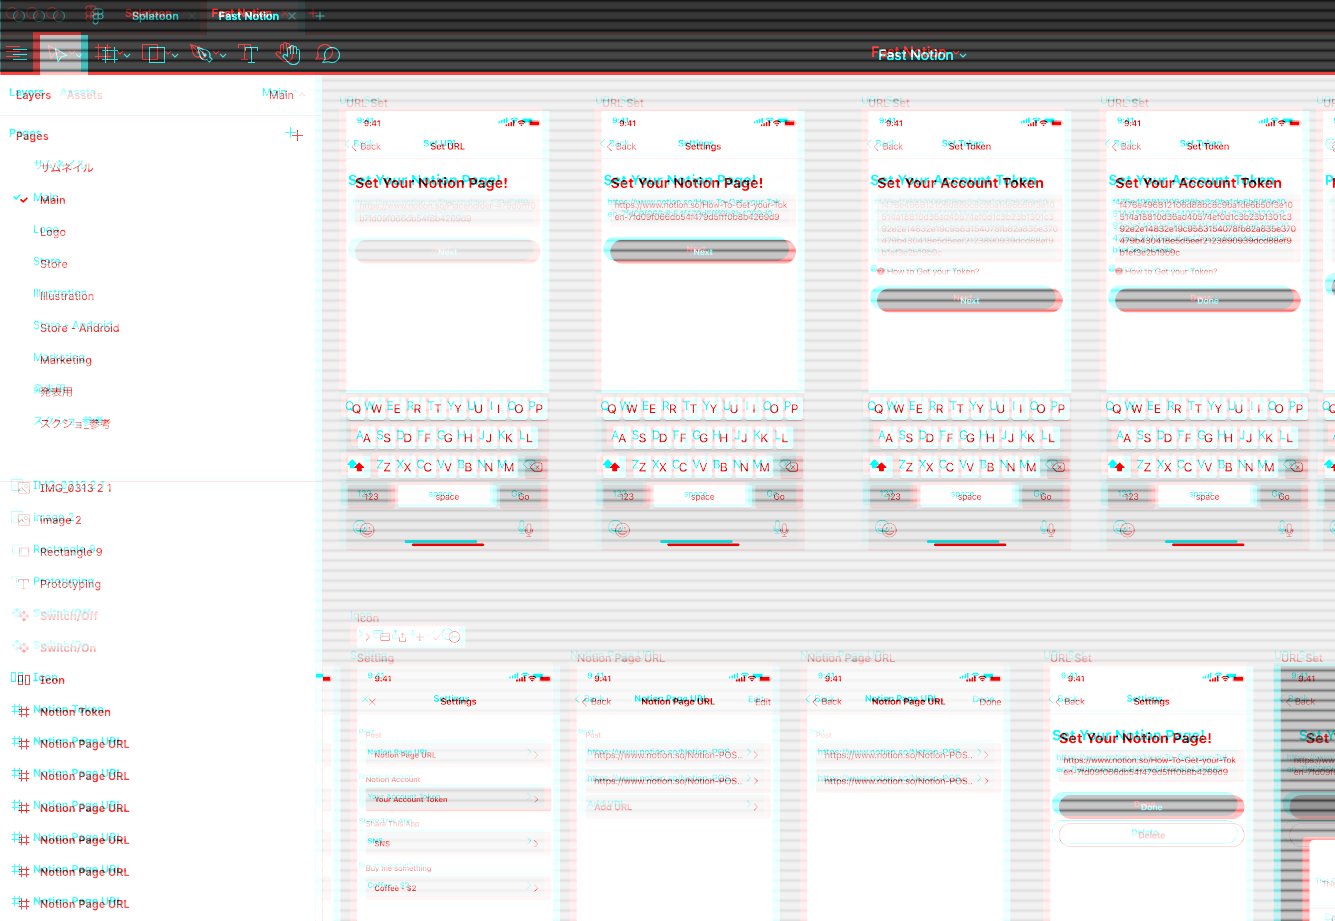 Splatoon
Fast Notion
Fast Notion
Layers
Assets
Main
Pages
サムネイル
Main
Logo
Store
Illustration
Store - Android
Marketing
発表用
スクショ_参考
IMG_0313 2 1
image 2
Rectangle 9
Prototyping
Switch/Off
Switch/On
Icon
Notion Token
Notion Page URL
Notion Page URL
Notion Page URL
Notion Page URL
Notion Page URL
Notion Page URL
URL Set
9:41
Back
Set URL
Set Your Notion Page!
Next
Q W E R T Y U I O P
A S D F G H J K L
Z X C V B N M
123
space
Go
URL Set
9:41
Back
Settings
Set Your Notion Page!
https://www.notion.so/How-To-Get-your-Tok
en-7fd09f066db54f479d5ff10b8b4269d9
Next
Q W E R T Y U I O P
A S D F G H J K L
Z X C V B N M
123
space
Go
URL Set
9:41
Back
Set Token
Set Your Account Token
How to Get your Token?
Next
Q W E R T Y U I O P
A S D F G H J K L
Z X C V B N M
123
space
Go
URL Set
9:41
Back
Set Token
Set Your Account Token
How to Get your Token?
Done
Q W E R T Y U I O P
A S D F G H J K L
Z X C V B N M
123
space
Go
Icon
Setting
9:41
Settings
Post
Notion Page URL
Notion Account
Your Account Token
Share This App
SNS
Buy me something
Coffee - $2
Notion Page URL
9:41
Back
Notion Page URL
Edit
Post
https://www.notion.so/Notion-POS...
https://www.notion.so/Notion-POS...
Add URL
Notion Page URL
9:41
Back
Notion Page URL
Done
Post
https://www.notion.so/Notion-POS...
https://www.notion.so/Notion-POS...
URL Set
9:41
Back
Settings
Set Your Notion Page!
https://www.notion.so/How-To-Get-your-Tok
en-7fd09f066db54f479d5ff10b8b4269d9
Done
Delete
URL Set
9:41
Back
Set Y